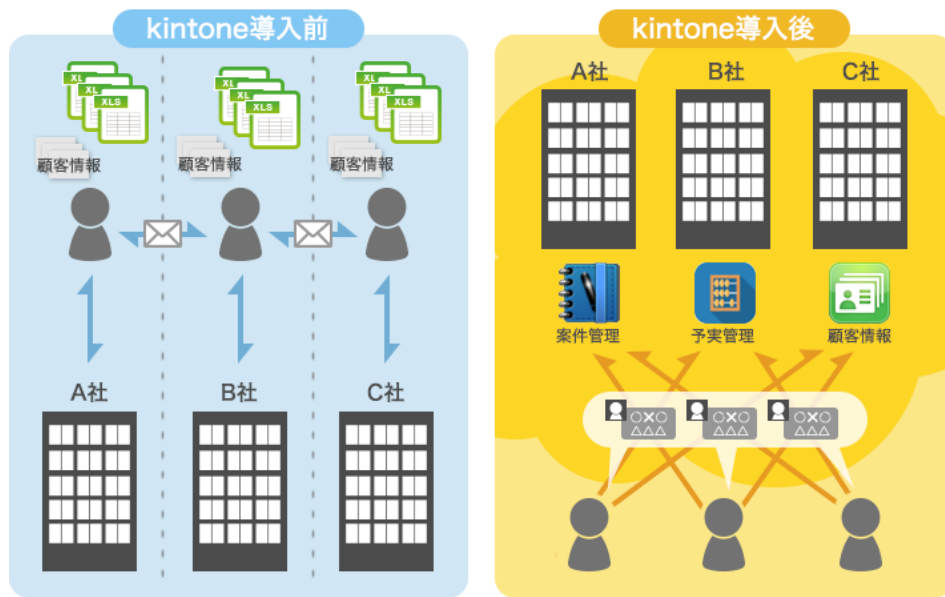 kintone導入前
XL
XL
XLS
顧客情報
XL
XL
XLS
顧客情報
XL
XL
XLS
顧客情報
A社
B社
C社
kintone導入後
A社
B社
C社
案件管理
予実管理
顧客情報
○×○
△△△
○×○
△△△
○×○
△△△